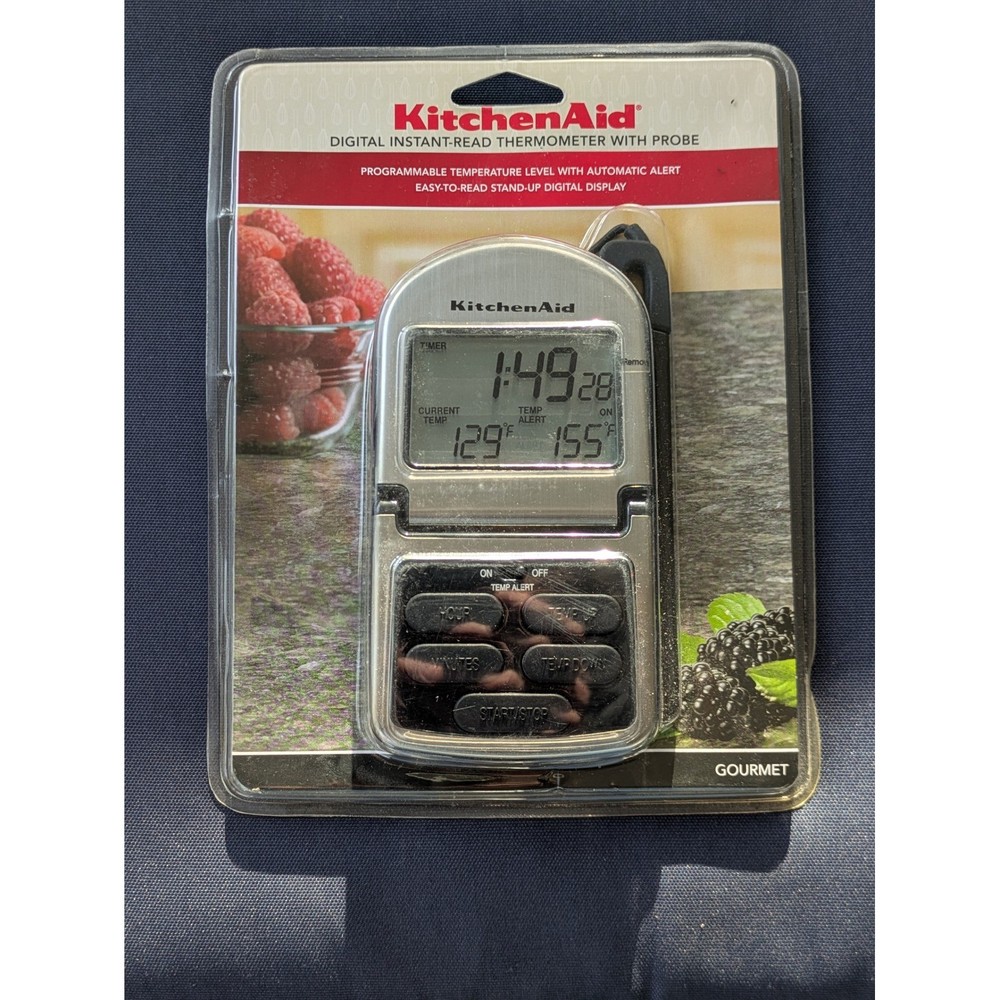 KitchenAid®
DIGITAL INSTANT-READ THERMOMETER WITH PROBE
PROGRAMMABLE TEMPERATURE LEVEL WITH AUTOMATIC ALERT
EASY-TO-READ STAND-UP DIGITAL DISPLAY
KitchenAid
TIMER
1:49 28
Remo
CURRENT TEMP TEMP ALERT ON
129°F 155°F
ON OFF
TEMP ALERT
HOUR TEMP UP
MINUTES TEMP DOWN
START/STOP
GOURMET